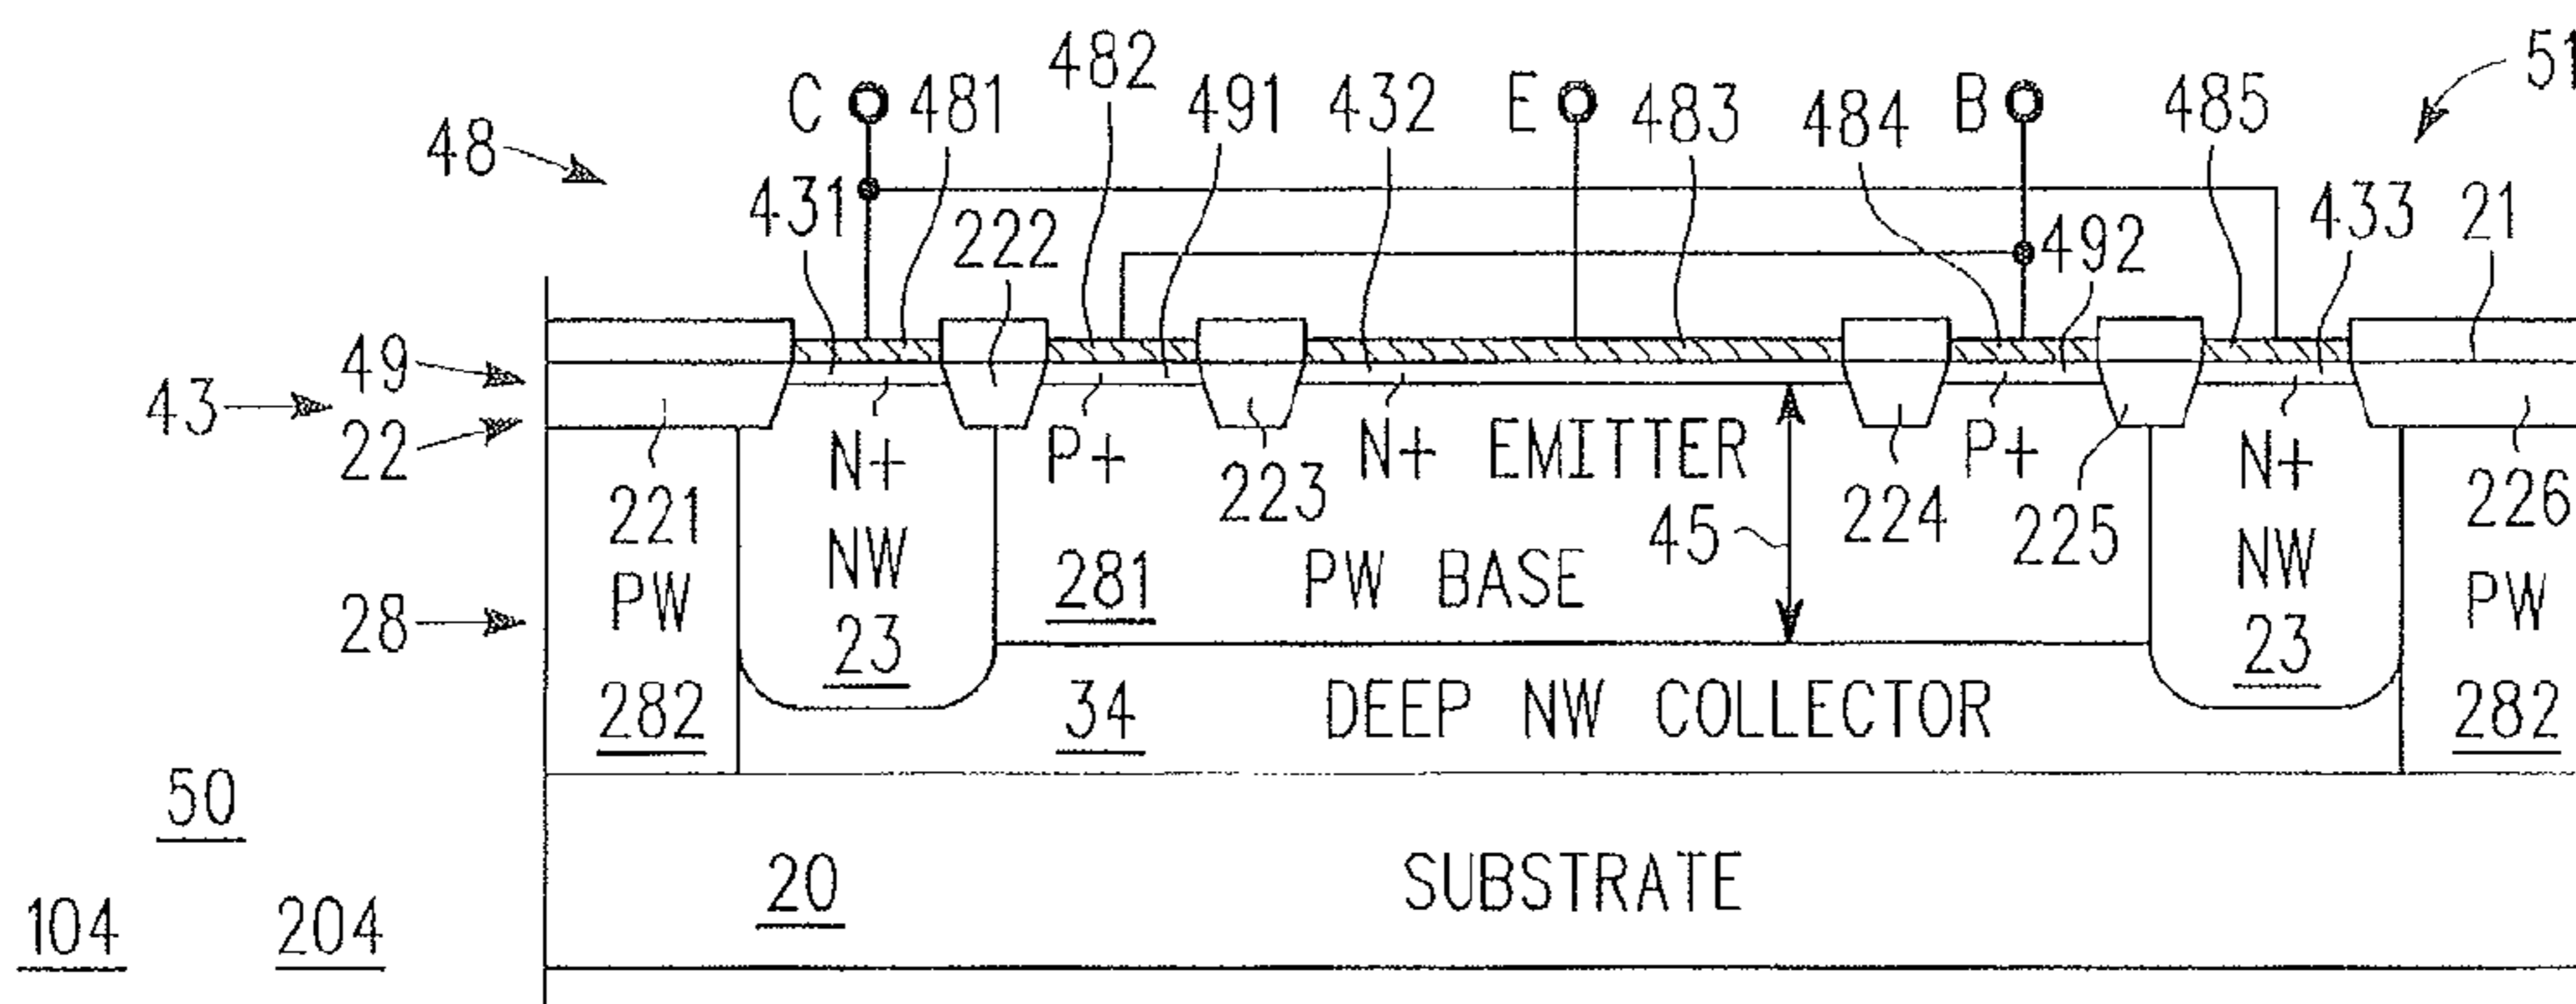 C 481 482 491 432 E 483 484 B 485 51
48
431 222 492 433 21
49
43
22
N+ P+ 223 N+ EMITTER 45 224 P+ 225 N+ 226
221
PW NW 281 PW BASE NW PW
28
282 23 34 DEEP NW COLLECTOR 23 282
50
20 SUBSTRATE
104 204